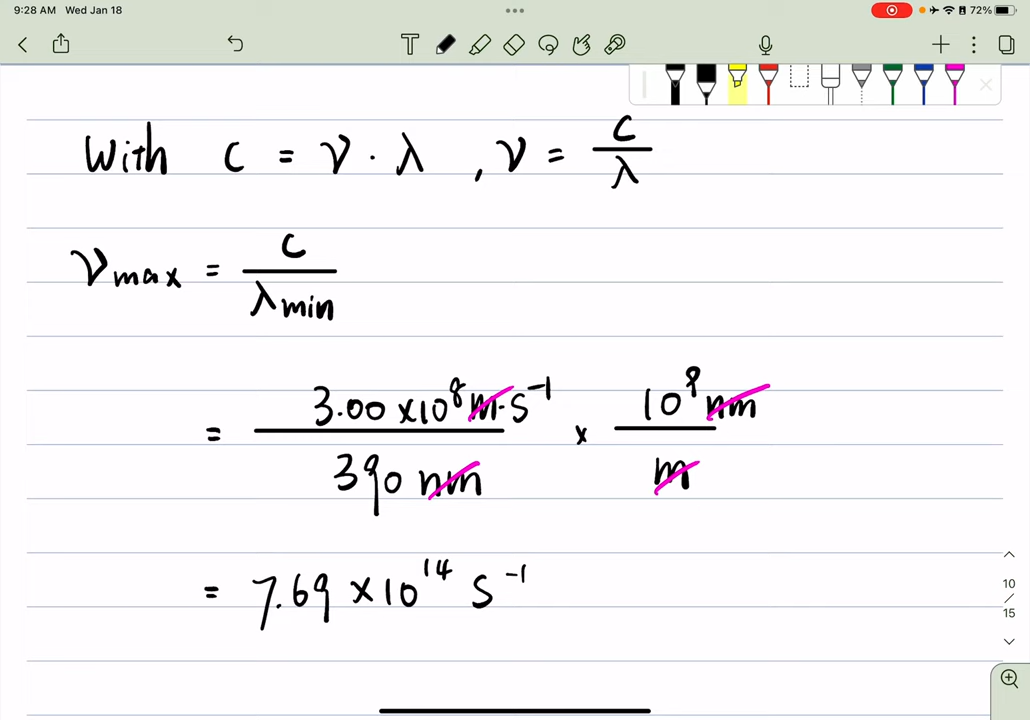 9:28 AM Wed Jan 18
72%
T
With c = ν · λ , ν = c/λ
νmax = c/λmin
= 3.00 ×10⁸ m·s⁻¹/390 nm × 10⁹ nm/m
= 7.69 ×10¹⁴ s⁻¹
10
/
15